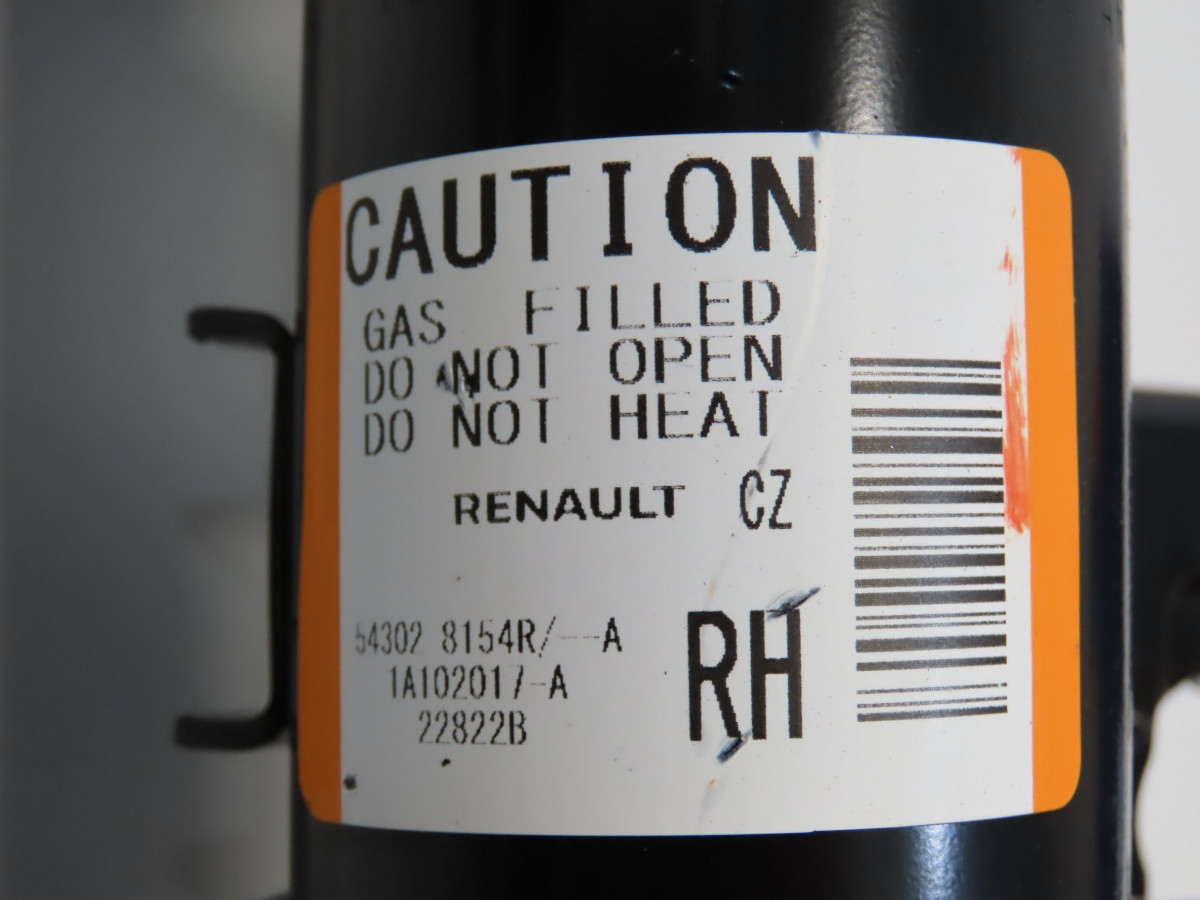 CAUTION
GAS FILLED
DO NOT OPEN
DO NOT HEAT
RENAULT CZ
54302 8154R/--A
1A102017-A
22822B
RH